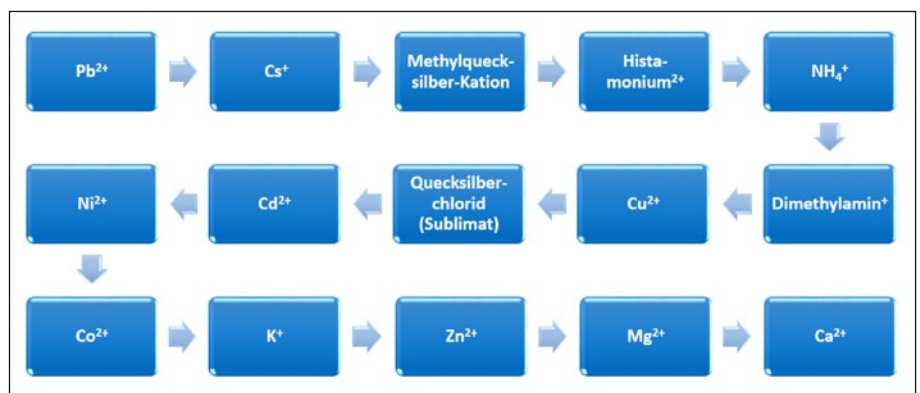 Pb²⁺
Cs⁺
Methylqueck-
silber-Kation
Hista-
monium²⁺
NH₄⁺
Dimethylamin⁺
Cu²⁺
Quecksilber-
chlorid
(Sublimat)
Cd²⁺
Ni²⁺
Co²⁺
K⁺
Zn²⁺
Mg²⁺
Ca²⁺